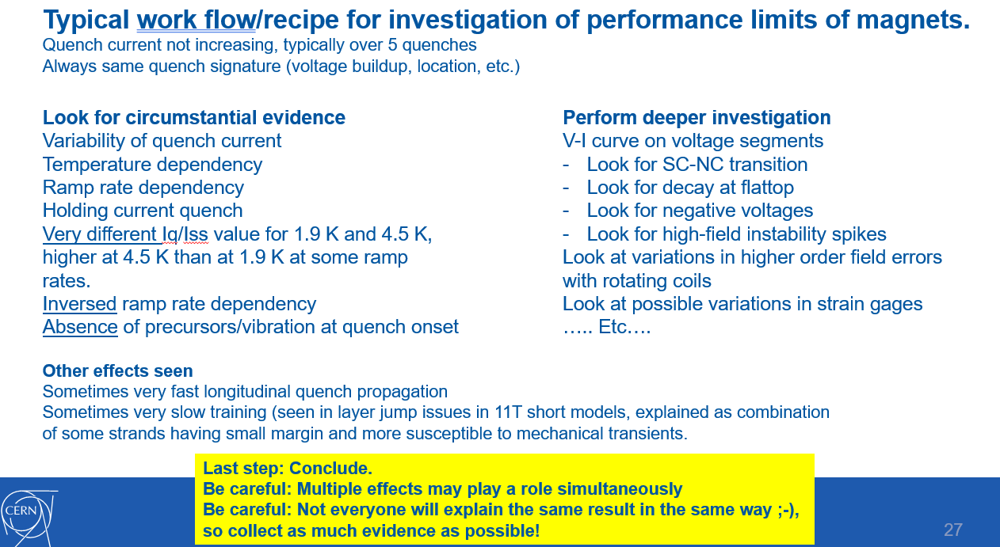 Typical work flow/recipe for investigation of performance limits of magnets.
Quench current not increasing, typically over 5 quenches
Always same quench signature (voltage buildup, location, etc.)
Look for circumstantial evidence
Variability of quench current
Temperature dependency
Ramp rate dependency
Holding current quench
Very different Iq/Iss value for 1.9 K and 4.5 K,
higher at 4.5 K than at 1.9 K at some ramp
rates.
Inversed ramp rate dependency
Absence of precursors/vibration at quench onset
Perform deeper investigation
V-I curve on voltage segments
- Look for SC-NC transition
- Look for decay at flattop
- Look for negative voltages
- Look for high-field instability spikes
Look at variations in higher order field errors
with rotating coils
Look at possible variations in strain gages
….. Etc….
Other effects seen
Sometimes very fast longitudinal quench propagation
Sometimes very slow training (seen in layer jump issues in 11T short models, explained as combination
of some strands having small margin and more susceptible to mechanical transients.
Last step: Conclude.
Be careful: Multiple effects may play a role simultaneously
Be careful: Not everyone will explain the same result in the same way ;-),
so collect as much evidence as possible!
CERN
27